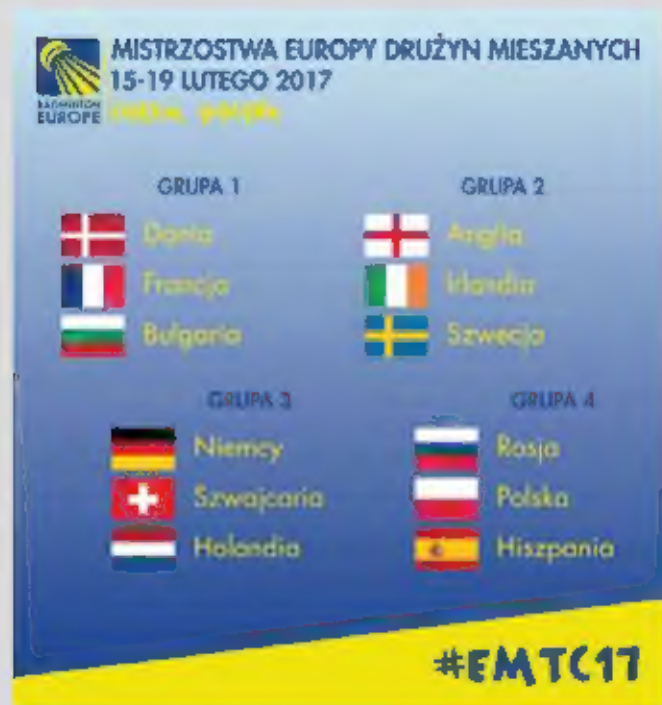 MISTRZOSTWA EUROPY DRUŻYN MIESZANYCH
15-19 LUTEGO 2017
BADMINTON
EUROPE
GRUPA 1
Dania
Francja
Bulgaria
GRUPA 2
Anglia
Irlandia
Szwecja
GRUPA 3
Niemcy
Szwajcaria
Holandia
GRUPA 4
Rosja
Polska
Hiszpania
#EMTC17